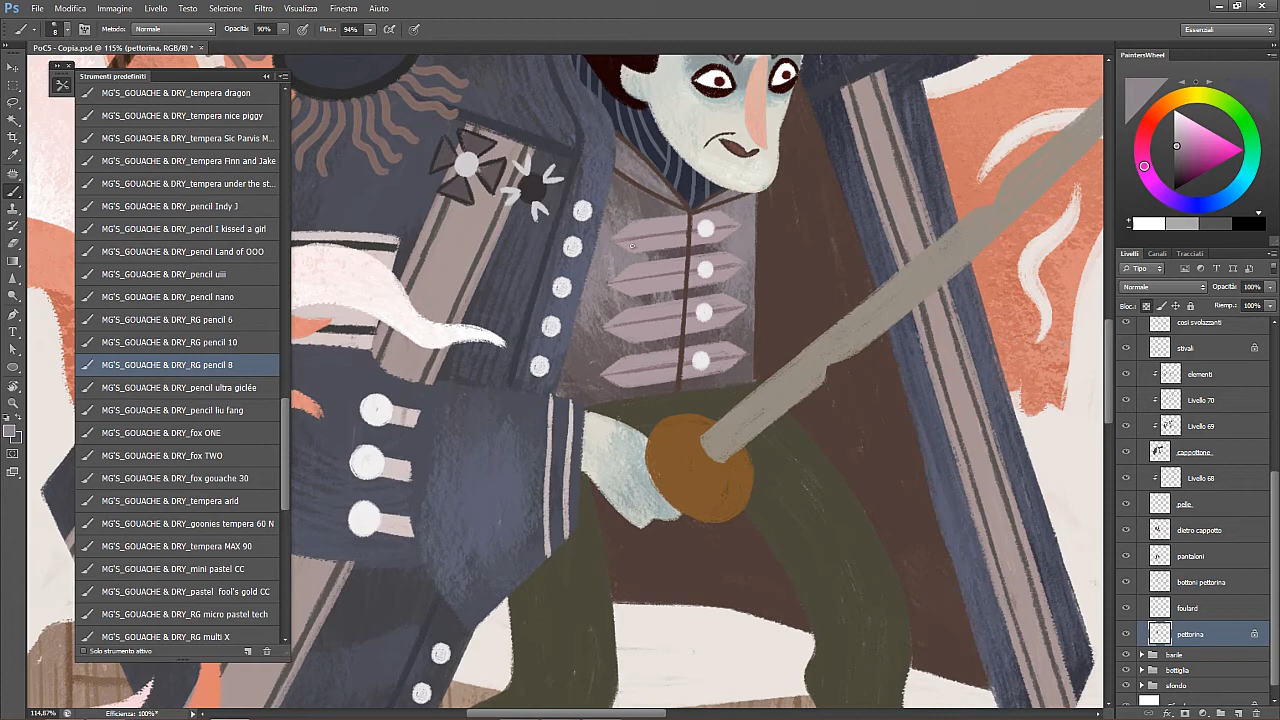 Ps File Modifica Immagine Livello Testo Selezione Filtro Visualizza Finestra Aiuto
8 Metodo: Normale Opacità: 90% Flus.: 94% Essenziali
PoC5 - Copia.psd @ 115% (pettorina, RGB/8) * ×
PaintersWheel
Strumenti predefiniti
MG'S_GOUACHE & DRY_tempera dragon
MG'S_GOUACHE & DRY_tempera nice piggy
MG'S_GOUACHE & DRY_tempera Sic Parvis M...
MG'S_GOUACHE & DRY_tempera Finn and Jake
MG'S_GOUACHE & DRY_tempera under the st...
MG'S_GOUACHE & DRY_pencil Indy J
MG'S_GOUACHE & DRY_pencil I kissed a girl
MG'S_GOUACHE & DRY_pencil Land of OOO
MG'S_GOUACHE & DRY_pencil uiii
MG'S_GOUACHE & DRY_pencil nano
MG'S_GOUACHE & DRY_RG pencil 6
MG'S_GOUACHE & DRY_RG pencil 10
MG'S_GOUACHE & DRY_RG pencil 8
MG'S_GOUACHE & DRY_pencil ultra giclée
MG'S_GOUACHE & DRY_pencil liu fang
MG'S_GOUACHE & DRY_fox ONE
MG'S_GOUACHE & DRY_fox TWO
MG'S_GOUACHE & DRY_fox gouache 30
MG'S_GOUACHE & DRY_tempera arid
MG'S_GOUACHE & DRY_goonies tempera 60 N
MG'S_GOUACHE & DRY_tempera MAX 90
MG'S_GOUACHE & DRY_mini pastel CC
MG'S_GOUACHE & DRY_pastel fool's gold CC
MG'S_GOUACHE & DRY_RG micro pastel tech
MG'S_GOUACHE & DRY_RG multi X
Solo strumento attivo
Livelli Canali Tracciati
Tipo
Normale Opacità: 100%
Bloc.: Riemp.: 100%
cosi svolazzanti
stivali
elementi
Livello 70
Livello 69
cappottone
Livello 68
pelle
dietro cappotto
pantaloni
bottoni pettorina
foulard
pettorina
barile
bottiglia
sfondo
114,87% Efficienza: 100%*